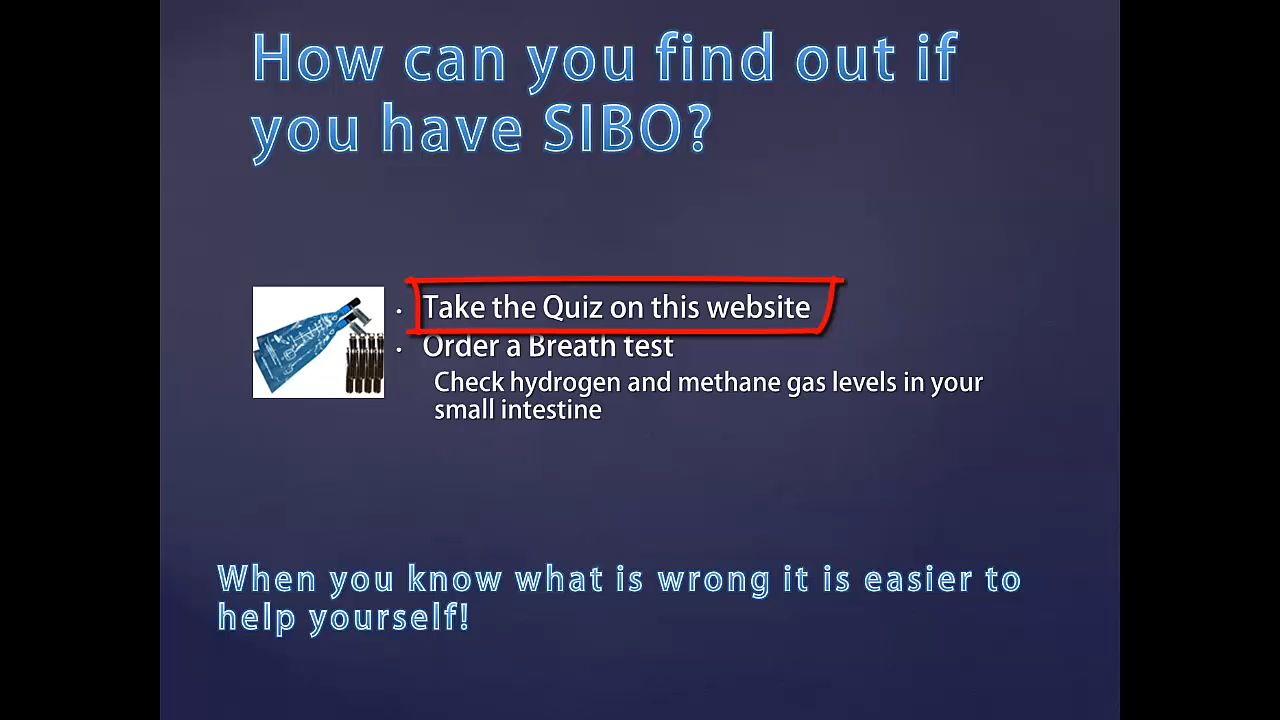 How can you find out if
you have SIBO?
• Take the Quiz on this website
• Order a Breath test
Check hydrogen and methane gas levels in your
small intestine
When you know what is wrong it is easier to
help yourself!